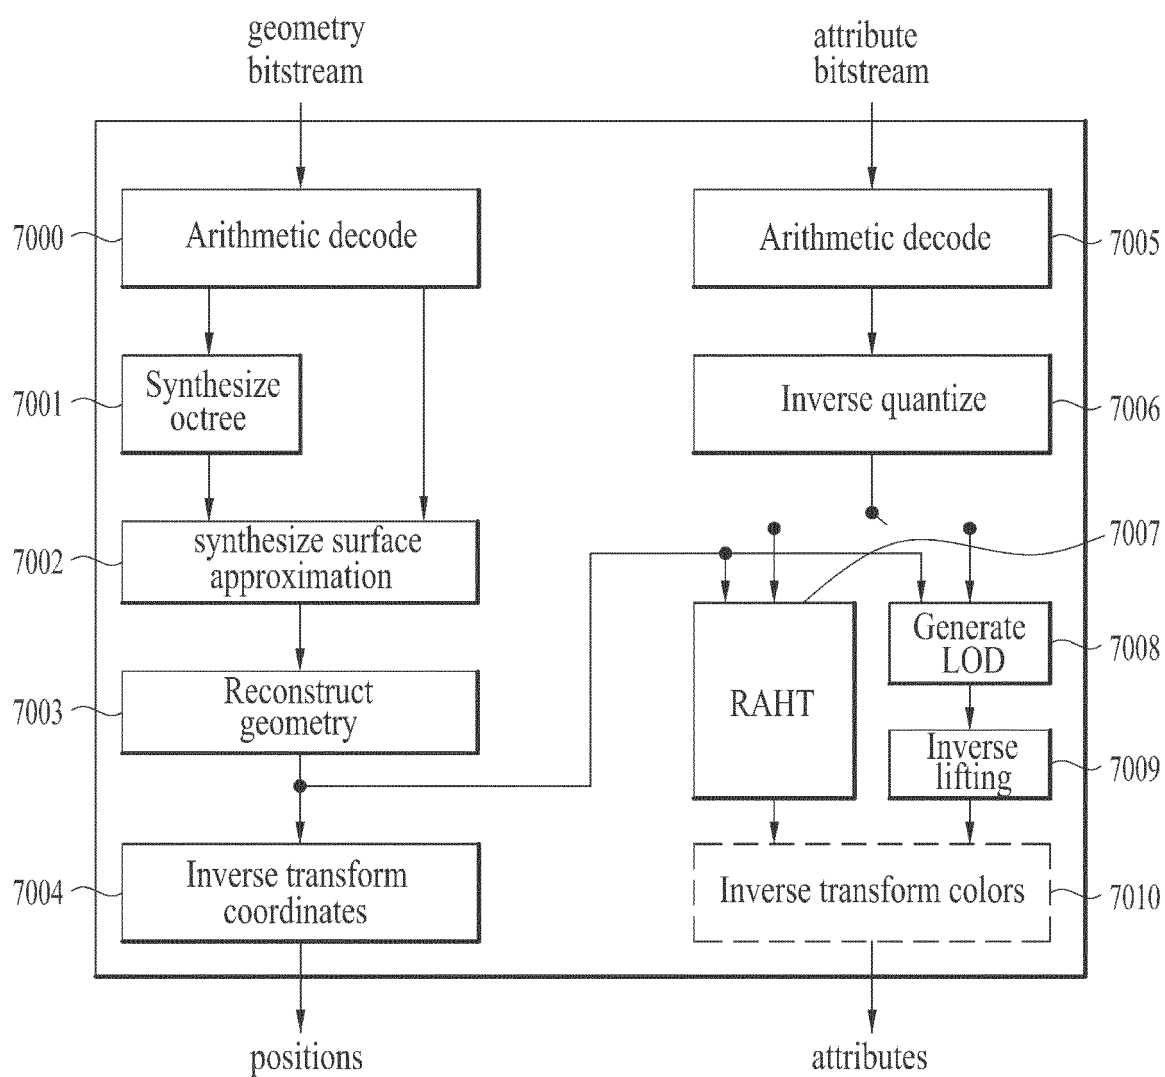 geometry
bitstream
attribute
bitstream
7000
Arithmetic decode
Arithmetic decode
7005
7001
Synthesize
octree
Inverse quantize
7006
7002
synthesize surface
approximation
7007
Generate
LOD
7008
7003
Reconstruct
geometry
RAHT
Inverse
lifting
7009
7004
Inverse transform
coordinates
Inverse transform colors
7010
positions
attributes